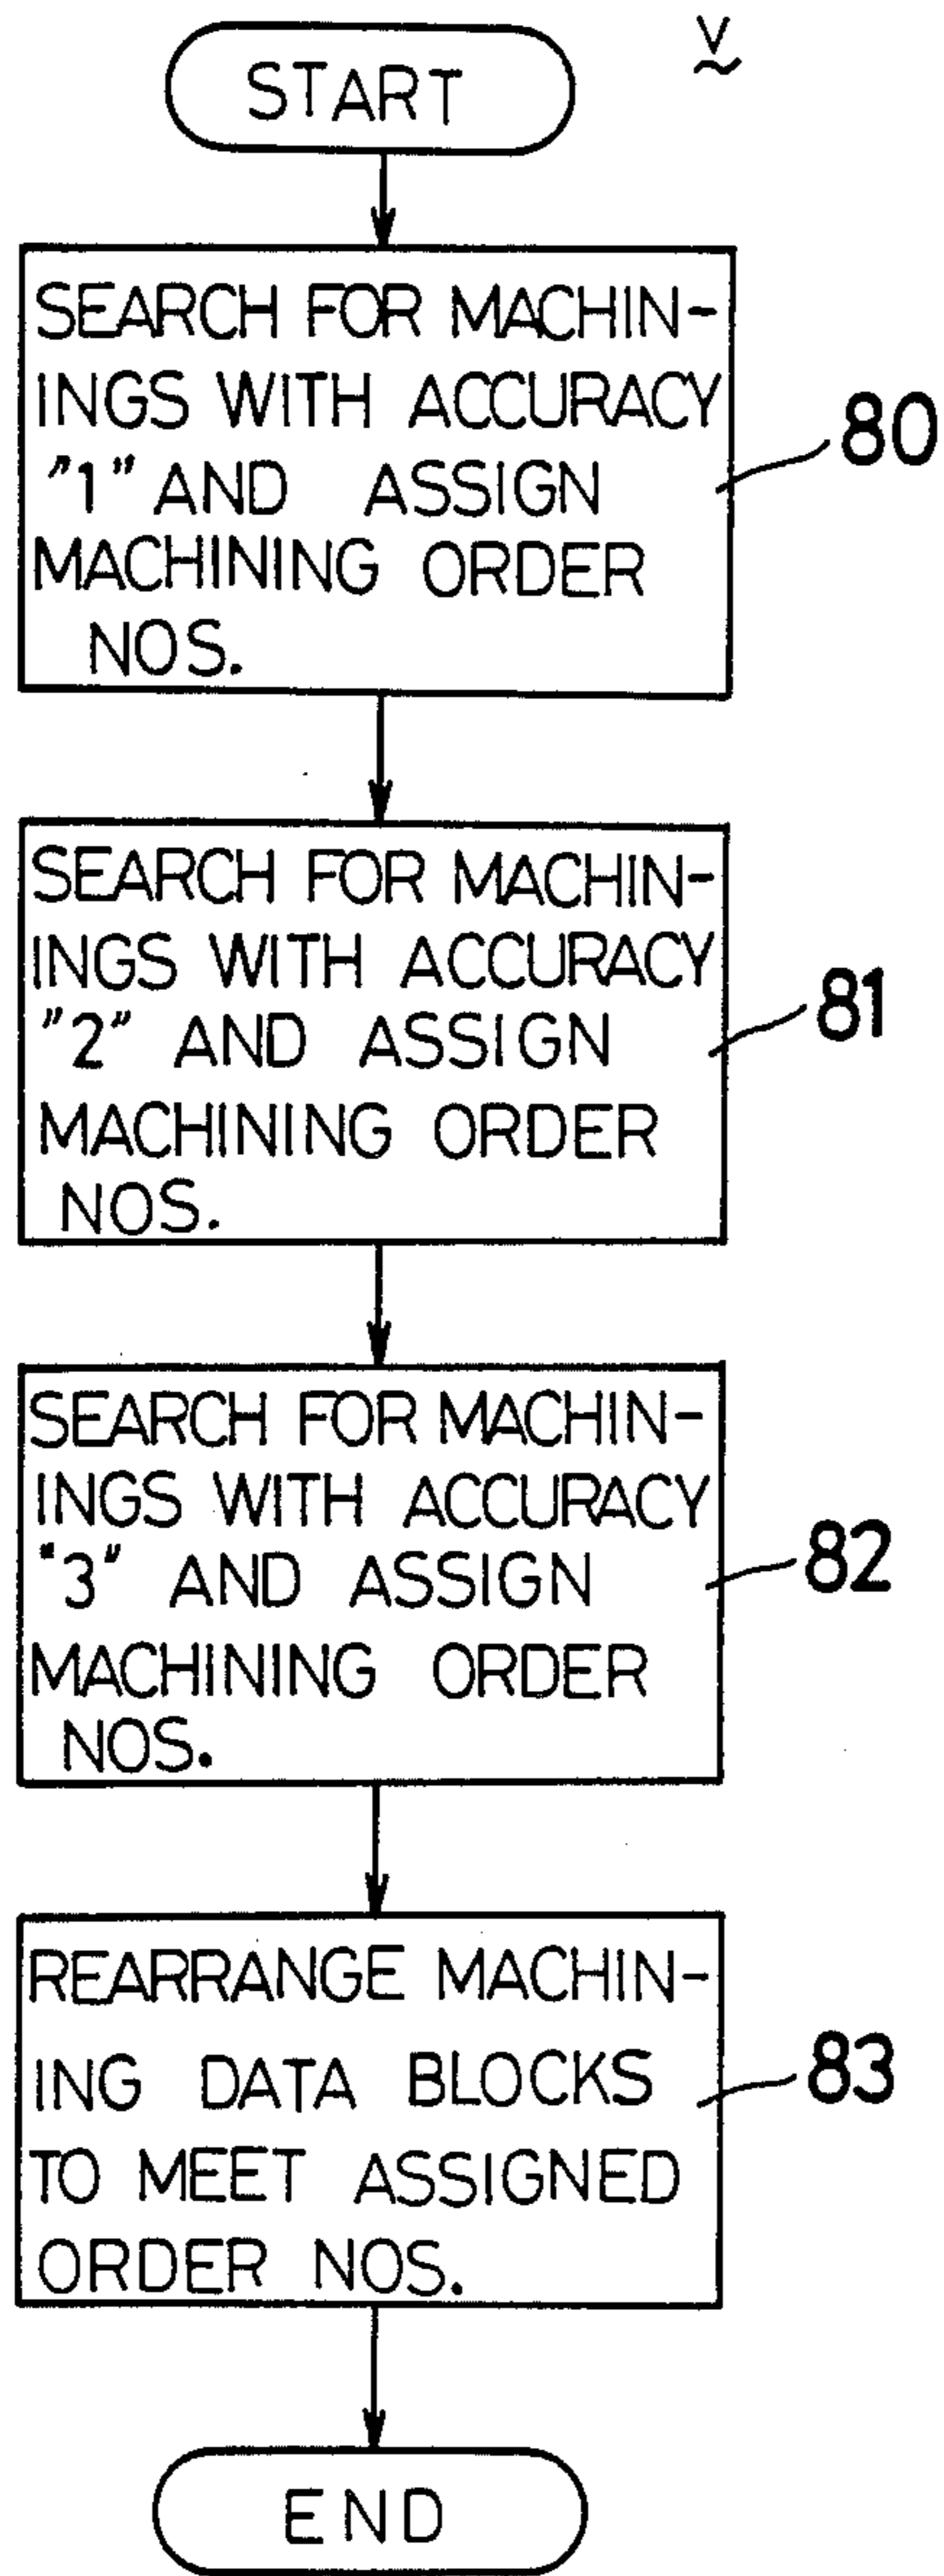 V
START
SEARCH FOR MACHIN-
INGS WITH ACCURACY
"1" AND ASSIGN
MACHINING ORDER
NOS.
80
SEARCH FOR MACHIN-
INGS WITH ACCURACY
"2" AND ASSIGN
MACHINING ORDER
NOS.
81
SEARCH FOR MACHIN-
INGS WITH ACCURACY
"3" AND ASSIGN
MACHINING ORDER
NOS.
82
REARRANGE MACHIN-
ING DATA BLOCKS
TO MEET ASSIGNED
ORDER NOS.
83
END